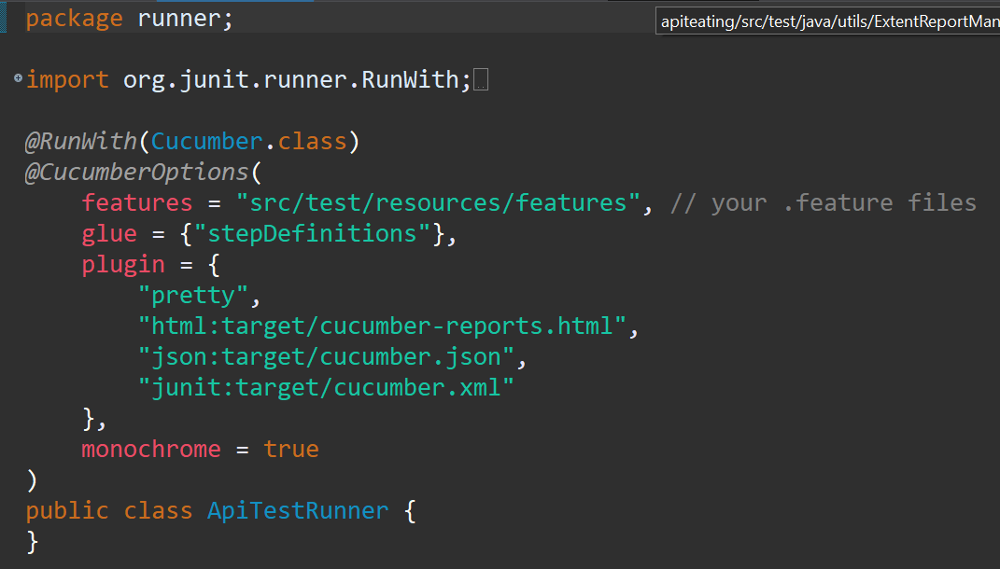 package runner;
apiteating/src/test/java/utils/ExtentReportMan
import org.junit.runner.RunWith;
@RunWith(Cucumber.class)
@CucumberOptions(
    features = "src/test/resources/features", // your .feature files
    glue = {"stepDefinitions"},
    plugin = {
        "pretty",
        "html:target/cucumber-reports.html",
        "json:target/cucumber.json",
        "junit:target/cucumber.xml"
    },
    monochrome = true
)
public class ApiTestRunner {
}